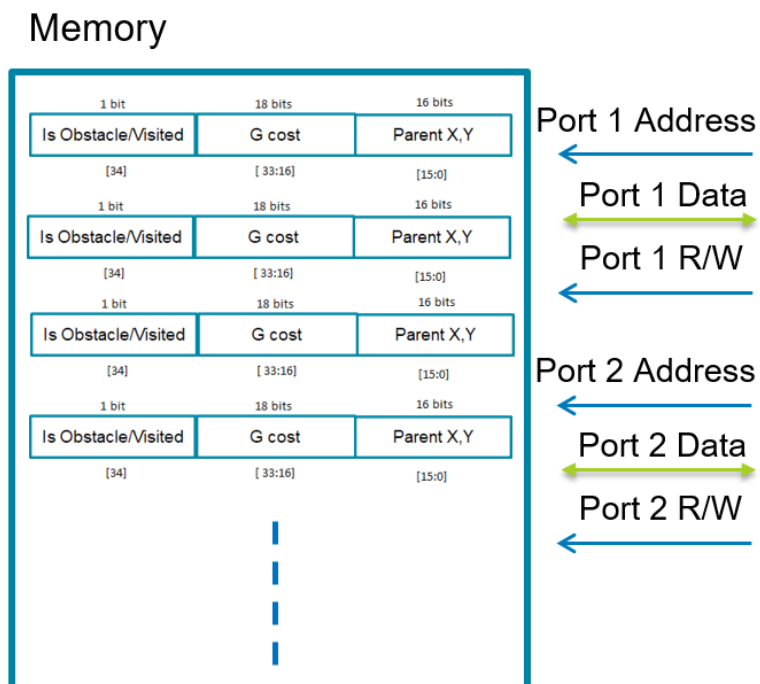 Memory
1 bit 18 bits 16 bits
Is Obstacle/Visited G cost Parent X,Y
[34] [ 33:16] [15:0]
1 bit 18 bits 16 bits
Is Obstacle/Visited G cost Parent X,Y
[34] [ 33:16] [15:0]
1 bit 18 bits 16 bits
Is Obstacle/Visited G cost Parent X,Y
[34] [ 33:16] [15:0]
1 bit 18 bits 16 bits
Is Obstacle/Visited G cost Parent X,Y
[34] [ 33:16] [15:0]
Port 1 Address
Port 1 Data
Port 1 R/W
Port 2 Address
Port 2 Data
Port 2 R/W